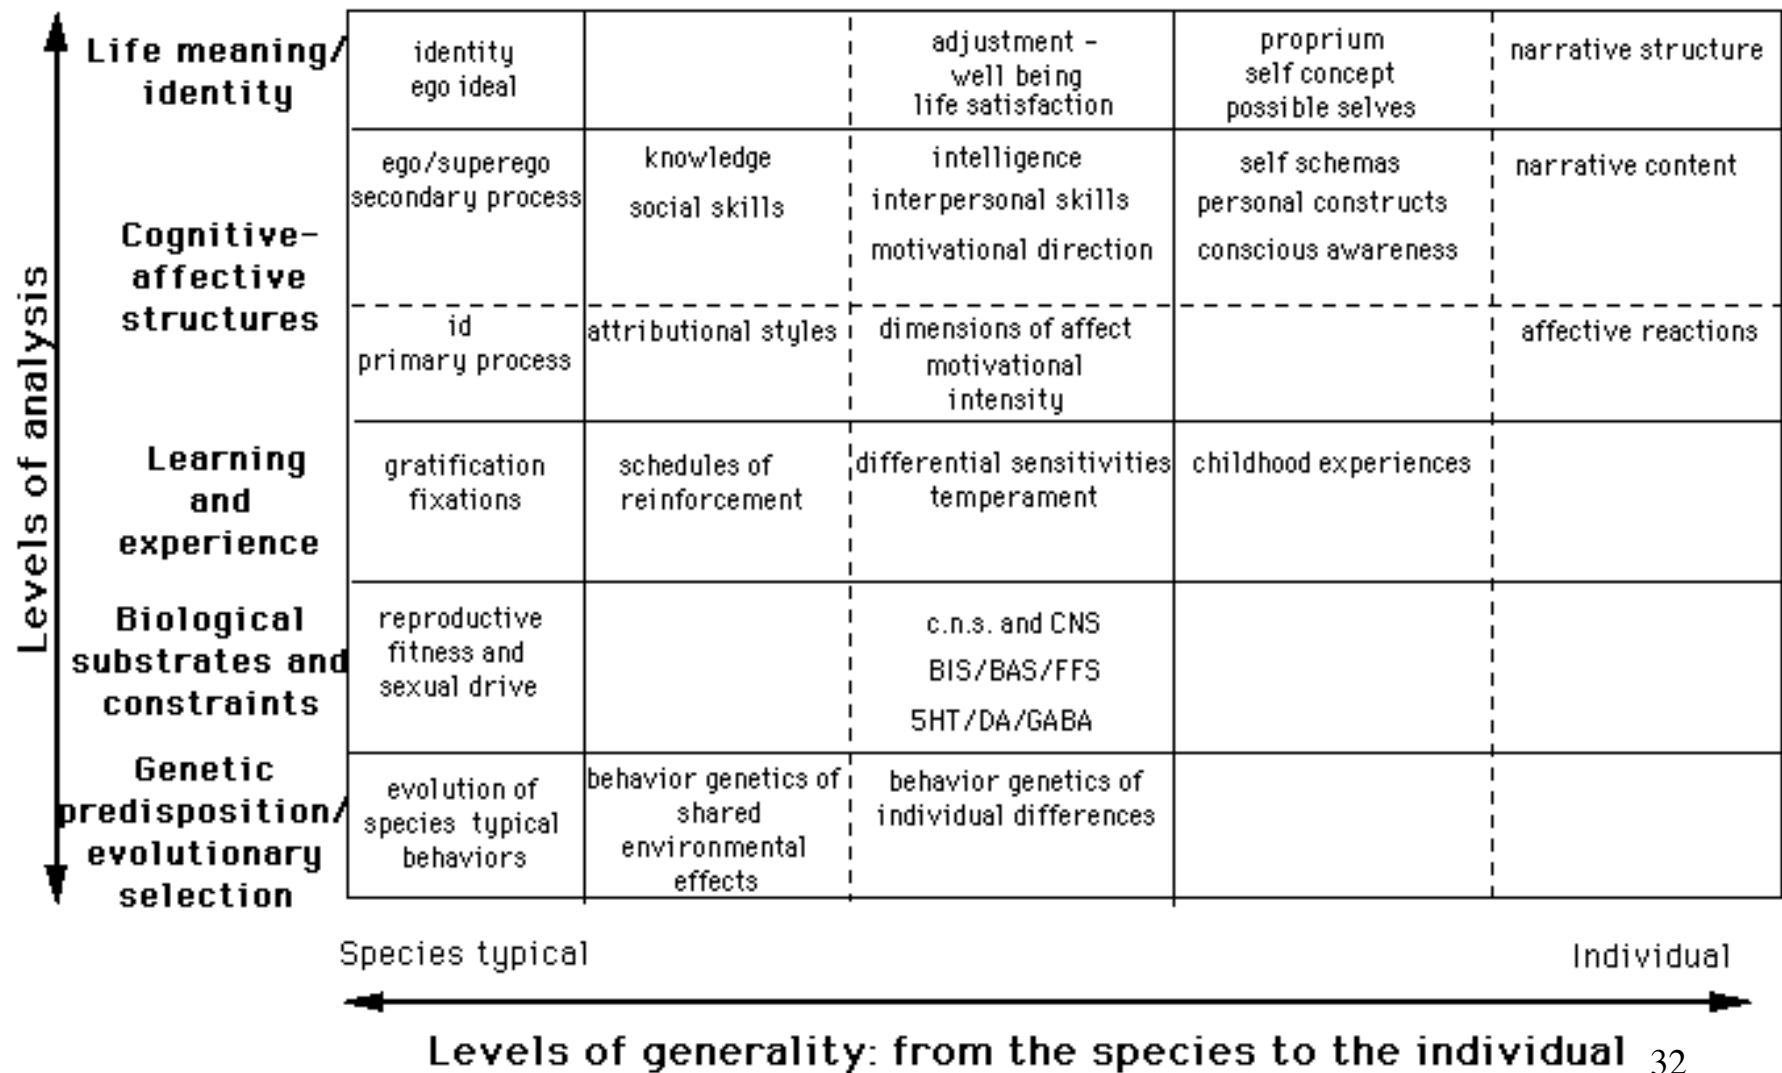 Levels of analysis
Life meaning/
identity
identity
ego ideal
adjustment -
well being
life satisfaction
proprium
self concept
possible selves
narrative structure
Cognitive-
affective
structures
ego/superego
secondary process
knowledge
social skills
intelligence
interpersonal skills
motivational direction
self schemas
personal constructs
conscious awareness
narrative content
id
primary process
attributional styles
dimensions of affect
motivational
intensity
affective reactions
Learning
and
experience
gratification
fixations
schedules of
reinforcement
differential sensitivities
temperament
childhood experiences
Biological
substrates and
constraints
reproductive
fitness and
sexual drive
c.n.s. and CNS
BIS/BAS/FFS
5HT/DA/GABA
Genetic
predisposition/
evolutionary
selection
evolution of
species typical
behaviors
behavior genetics of
shared
environmental
effects
behavior genetics of
individual differences
Species typical
Individual
Levels of generality: from the species to the individual
32